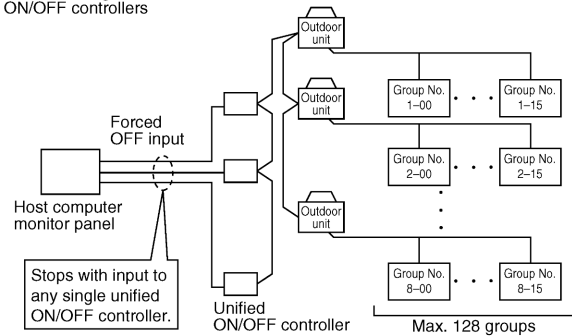 ON/OFF controllers
Outdoor
unit
Group No.
1–00
Group No.
1–15
Forced
OFF input
Outdoor
unit
Group No.
2–00
Group No.
2–15
Host computer
monitor panel
Outdoor
unit
Stops with input to
any single unified
ON/OFF controller.
Group No.
8–00
Group No.
8–15
Unified
ON/OFF controller
Max. 128 groups